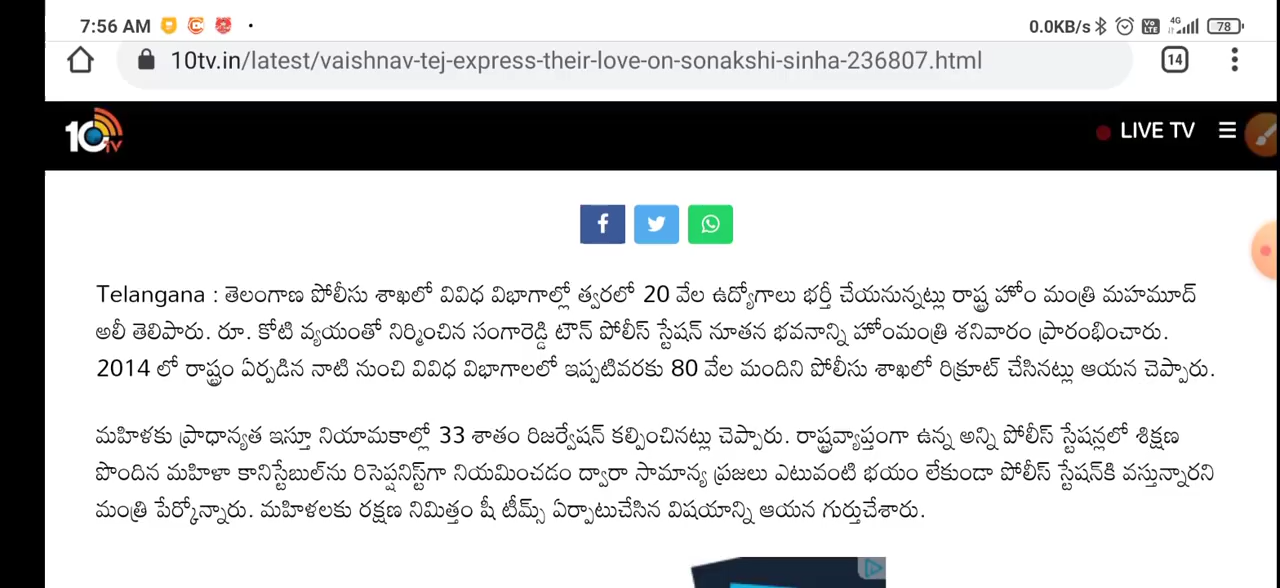 7:56 AM
0.0KB/s 4G 78
10tv.in/latest/vaishnav-tej-express-their-love-on-sonakshi-sinha-236807.html
14
10TV
LIVE TV
Telangana : తెలంగాణ పోలీసు శాఖలో వివిధ విభాగాల్లో త్వరలో 20 వేల ఉద్యోగాలు భర్తీ చేయనున్నట్లు రాష్ట్ర హోం మంత్రి మహమూద్
అలీ తెలిపారు. రూ. కోటి వ్యయంతో నిర్మించిన సంగారెడ్డి టౌన్ పోలీస్ స్టేషన్ నూతన భవనాన్ని హోంమంత్రి శనివారం ప్రారంభించారు.
2014 లో రాష్ట్రం ఏర్పడిన నాటి నుంచి వివిధ విభాగాలలో ఇప్పటివరకు 80 వేల మందిని పోలీసు శాఖలో రిక్రూట్ చేసినట్లు ఆయన చెప్పారు.
మహిళకు ప్రాధాన్యత ఇస్తూ నియామకాల్లో 33 శాతం రిజర్వేషన్ కల్పించినట్లు చెప్పారు. రాష్ట్రవ్యాప్తంగా ఉన్న అన్ని పోలీస్ స్టేషన్లలో శిక్షణ
పొందిన మహిళా కానిస్టేబుల్‌ను రిసెప్షనిస్ట్‌గా నియమించడం ద్వారా సామాన్య ప్రజలు ఎటువంటి భయం లేకుండా పోలీస్ స్టేషన్‌కి వస్తున్నారని
మంత్రి పేర్కోన్నారు. మహిళలకు రక్షణ నిమిత్తం షీ టీమ్స్ ఏర్పాటుచేసిన విషయాన్ని ఆయన గుర్తుచేశారు.